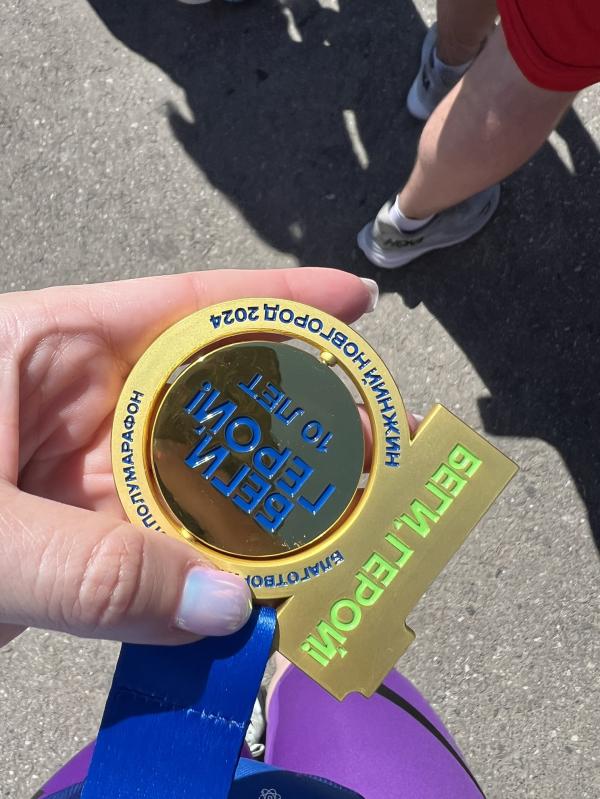 НИЖНИЙ НОВГОРОД 2024
ПОЛУМАРАФОН
БЕГИ,
ГЕРОЙ!
10 ЛЕТ
БЕГИ, ГЕРОЙ!